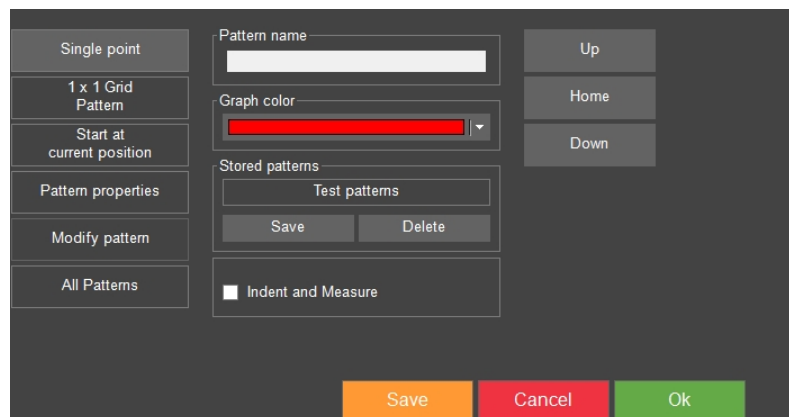 Single point
1 x 1 Grid
Pattern
Start at
current position
Pattern properties
Modify pattern
All Patterns
Pattern name
Graph color
Stored patterns
Test patterns
Save
Delete
Indent and Measure
Up
Home
Down
Save
Cancel
Ok